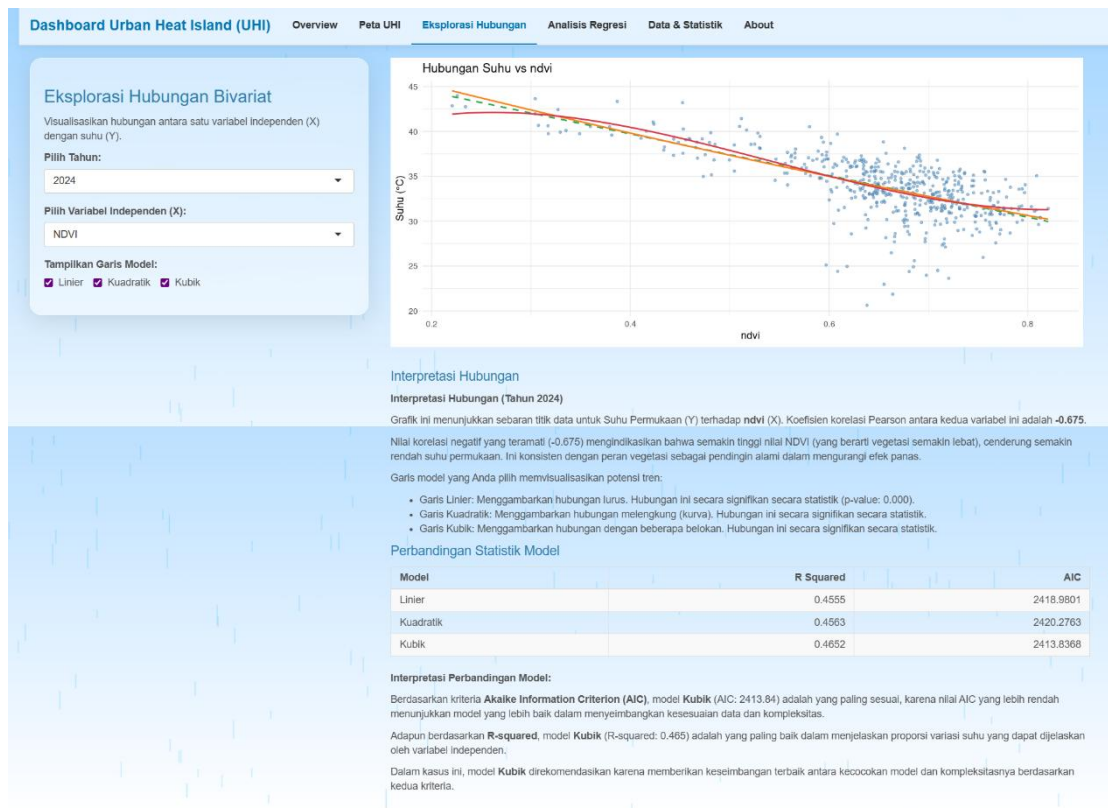 Dashboard Urban Heat Island (UHI) Overview Peta UHI Eksplorasi Hubungan Analisis Regresi Data & Statistik About
Eksplorasi Hubungan Bivariat
Visualisasikan hubungan antara satu variabel independen (X)
dengan suhu (Y).
Pilih Tahun:
2024
Pilih Variabel Independen (X):
NDVI
Tampilkan Garis Model:
Linier Kuadratik Kubik
Hubungan Suhu vs ndvi
45
40
35
30
25
20
Suhu (°C)
0.2 0.4 0.6 0.8
ndvi
Interpretasi Hubungan
Interpretasi Hubungan (Tahun 2024)
Grafik ini menunjukkan sebaran titik data untuk Suhu Permukaan (Y) terhadap ndvi (X). Koefisien korelasi Pearson antara kedua variabel ini adalah -0.675.
Nilai korelasi negatif yang teramati (-0.675) mengindikasikan bahwa semakin tinggi nilai NDVI (yang berarti vegetasi semakin lebat), cenderung semakin
rendah suhu permukaan. Ini konsisten dengan peran vegetasi sebagai pendingin alami dalam mengurangi efek panas.
Garis model yang Anda pilih memvisualisasikan potensi tren:
• Garis Linier: Menggambarkan hubungan lurus. Hubungan ini secara signifikan secara statistik (p-value: 0.000).
• Garis Kuadratik: Menggambarkan hubungan melengkung (kurva). Hubungan ini secara signifikan secara statistik.
• Garis Kubik: Menggambarkan hubungan dengan beberapa belokan. Hubungan ini secara signifikan secara statistik.
Perbandingan Statistik Model
Model R Squared AIC
Linier 0.4555 2418.9801
Kuadratik 0.4563 2420.2763
Kubik 0.4652 2413.8368
Interpretasi Perbandingan Model:
Berdasarkan kriteria Akaike Information Criterion (AIC), model Kubik (AIC: 2413.84) adalah yang paling sesuai, karena nilai AIC yang lebih rendah
menunjukkan model yang lebih baik dalam menyeimbangkan kesesuaian data dan kompleksitas.
Adapun berdasarkan R-squared, model Kubik (R-squared: 0.465) adalah yang paling baik dalam menjelaskan proporsi variasi suhu yang dapat dijelaskan
oleh variabel independen.
Dalam kasus ini, model Kubik direkomendasikan karena memberikan keseimbangan terbaik antara kecocokan model dan kompleksitasnya berdasarkan
kedua kriteria.